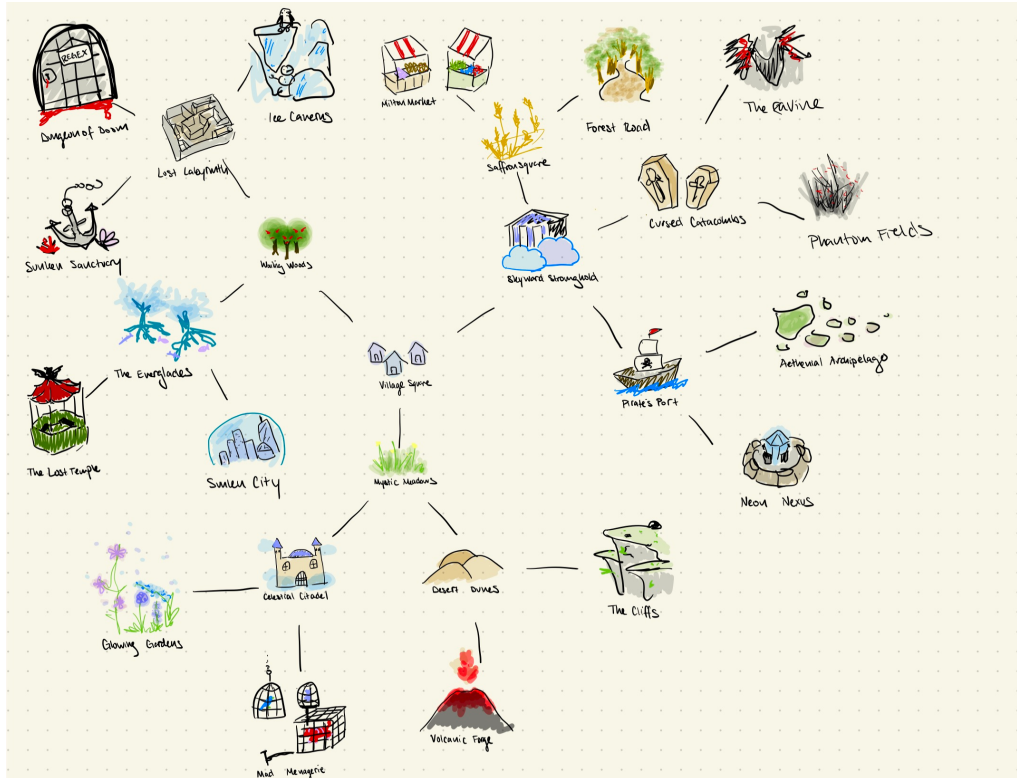 REGEX
Dungeon of Doom
Ice Caverns
Milton Market
Forest Road
The Ravine
Lost Labyrinth
Saffron Square
Cursed Catacombs
Phantom Fields
Sunken Sanctuary
Woods
Skyward Stronghold
The Everglades
Village Square
Pirate's Port
Archipelago
The Lost Temple
Sunken City
Mystic Meadows
Neon Nexus
Glowing Gardens
Celestial Citadel
Desert Dunes
The Cliffs
Volcanic Forge
Mad Menagerie